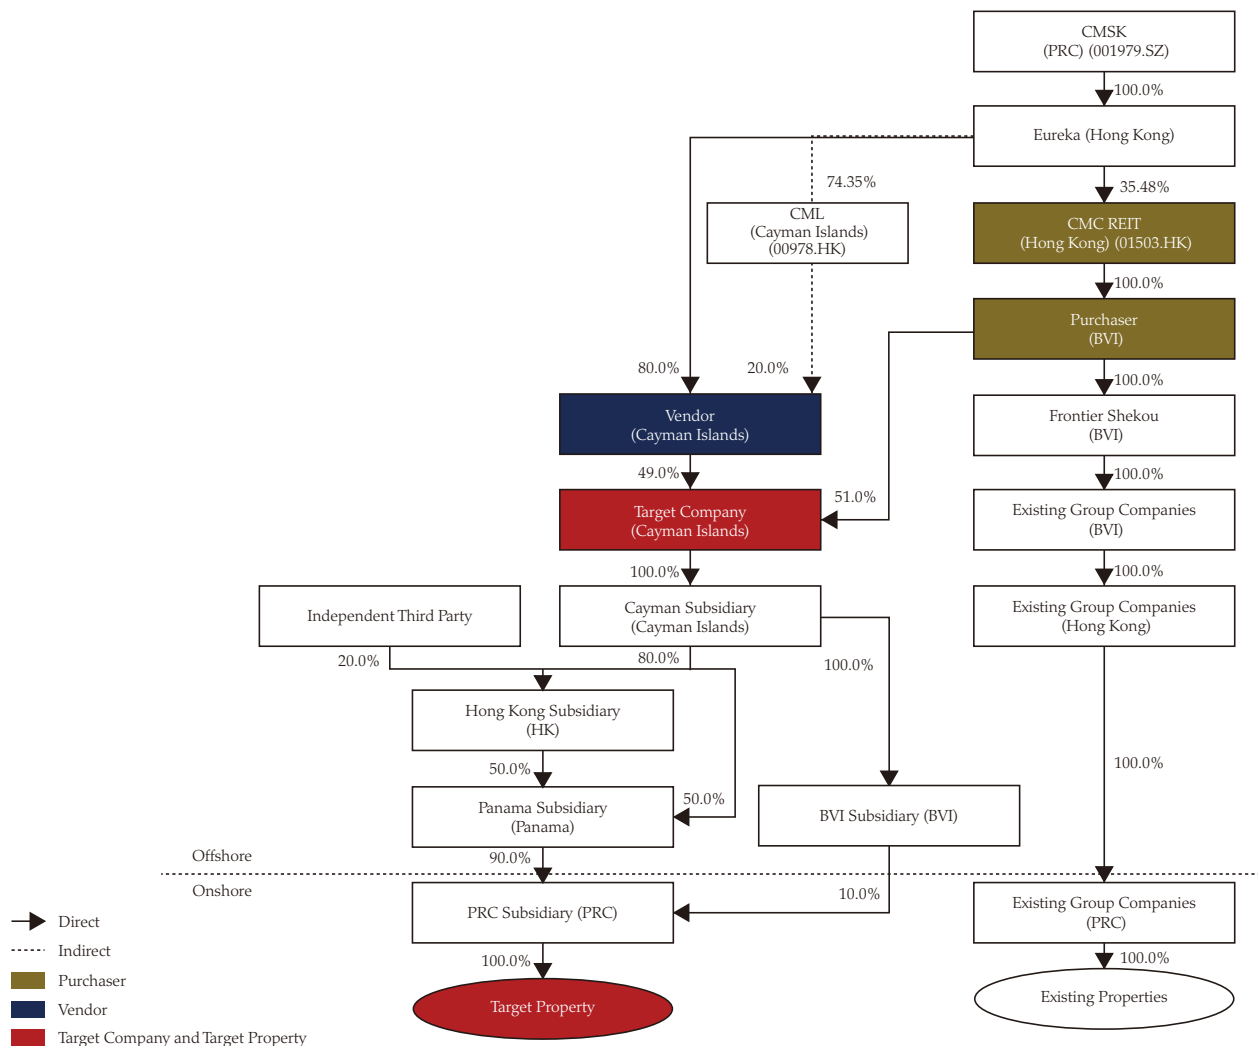 CMSK
(PRC) (001979.SZ)
100.0%
Eureka (Hong Kong)
74.35%
35.48%
CML
(Cayman Islands)
(00978.HK)
CMC REIT
(Hong Kong) (01503.HK)
100.0%
Purchaser
(BVI)
80.0%
20.0%
100.0%
Vendor
(Cayman Islands)
Frontier Shekou
(BVI)
49.0%
51.0%
100.0%
Target Company
(Cayman Islands)
Existing Group Companies
(BVI)
100.0%
100.0%
Independent Third Party
Cayman Subsidiary
(Cayman Islands)
Existing Group Companies
(Hong Kong)
20.0%
80.0%
100.0%
Hong Kong Subsidiary
(HK)
50.0%
50.0%
100.0%
Panama Subsidiary
(Panama)
BVI Subsidiary (BVI)
Offshore
90.0%
Onshore
10.0%
PRC Subsidiary (PRC)
Existing Group Companies
(PRC)
100.0%
100.0%
Target Property
Existing Properties
Direct
Indirect
Purchaser
Vendor
Target Company and Target Property